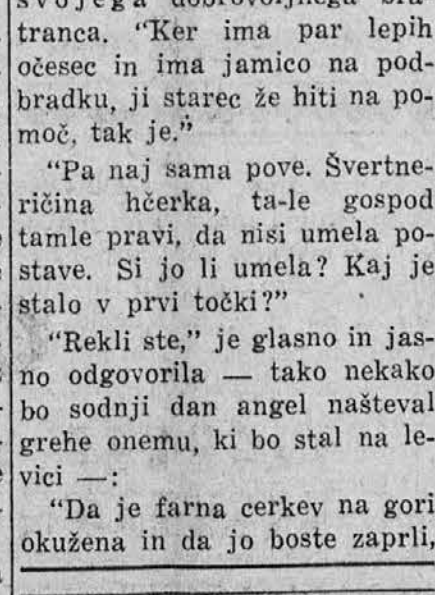 svojega dobrovoljnega bra-
tranca. “Ker ima par lepih
očesec in ima jamico na pod-
bradku, ji starec že hiti na po-
moč, tak je.”
“Pa naj sama pove. Švertne-
ričina hčerka, ta-le gospod
tamle pravi, da nisi umela po-
stave. Si jo li umela? Kaj je
stalo v prvi točki?”
“Rekli ste,” je glasno in jas-
no odgovorila — tako nekako
bo sodnji dan angel našteval
grehe onemu, ki bo stal na le-
vici —:
“Da je farna cerkev na gori
okužena in da jo boste zaprli,